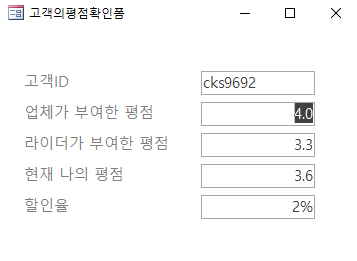 고객의평점확인폼
고객ID cks9692
업체가 부여한 평점 4.0
라이더가 부여한 평점 3.3
현재 나의 평점 3.6
할인율 2%